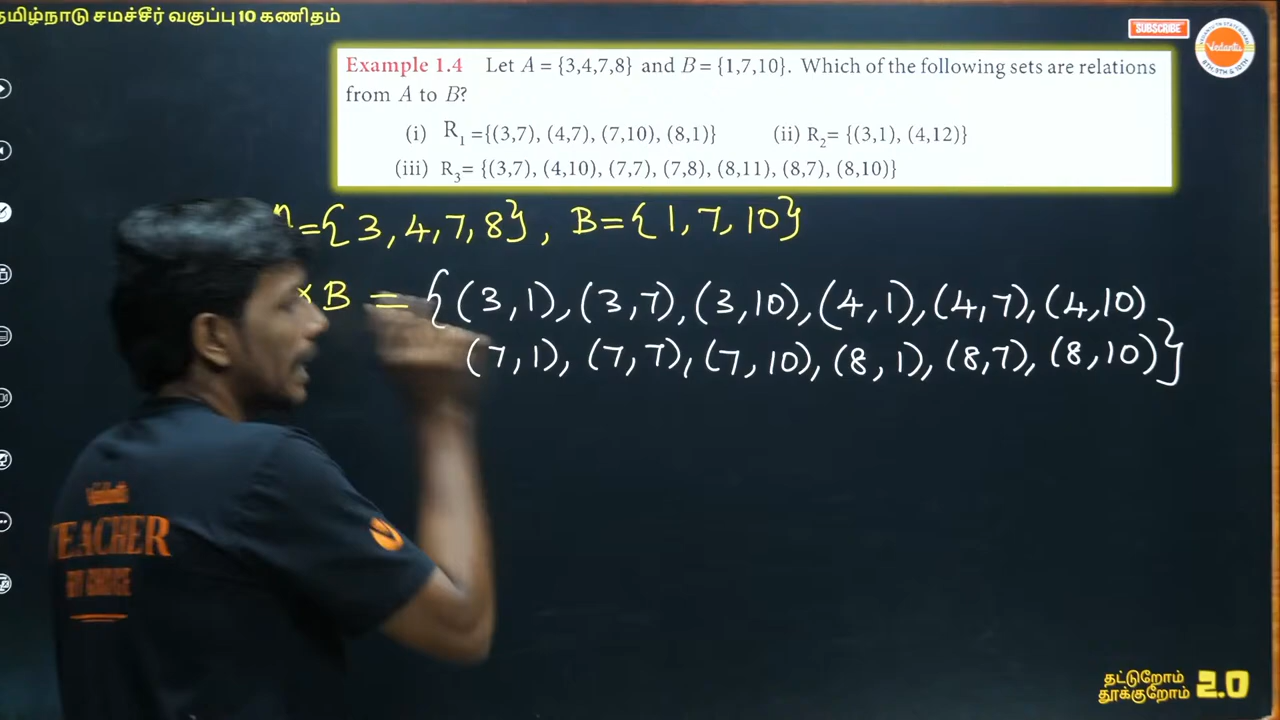 தமிழ்நாடு சமச்சீர் வகுப்பு 10 கணிதம்
SUBSCRIBE
Vedantu
8TH, 9TH & 10TH
Example 1.4 Let A = {3,4,7,8} and B = {1,7,10}. Which of the following sets are relations
from A to B?
(i) R₁ ={(3,7), (4,7), (7,10), (8,1)} (ii) R₂= {(3,1), (4,12)}
(iii) R₃= {(3,7), (4,10), (7,7), (7,8), (8,11), (8,7), (8,10)}
={ 3, 4, 7, 8} , B={ 1, 7, 10}
× B = {(3, 1), (3, 7), (3, 10), (4, 1), (4, 7), (4, 10)
(7, 1), (7, 7), (7, 10), (8, 1), (8,7), (8, 10)}
TEACHER
தட்டுறோம்
தூக்குறோம் 2.0